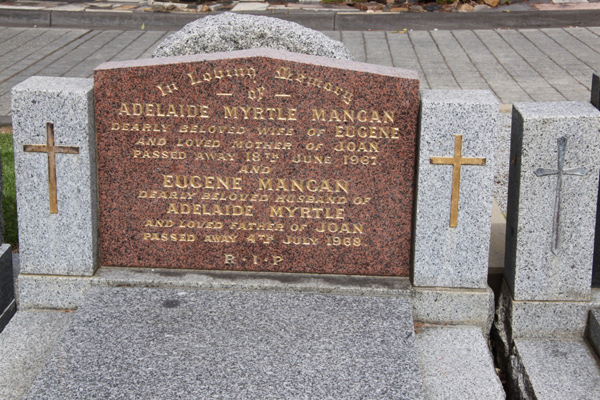 In Loving Memory
— of —
ADELAIDE MYRTLE MANGAN
DEARLY BELOVED WIFE OF EUGENE
AND LOVED MOTHER OF JOAN
PASSED AWAY 18TH JUNE 1967
AND
EUGENE MANGAN
DEARLY BELOVED HUSBAND OF
ADELAIDE MYRTLE
AND LOVED FATHER OF JOAN
PASSED AWAY 4TH JULY 1968
R · I · P